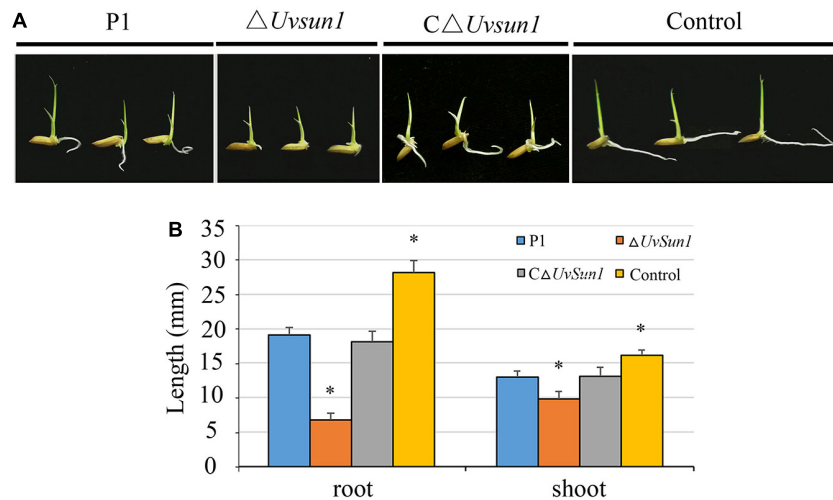 A
P1 △Uvsun1 C△Uvsun1 Control
B
35
30
25
20
15
10
5
0
Length (mm)
P1 △UvSun1
C△UvSun1 Control
*
*
*
*
root shoot